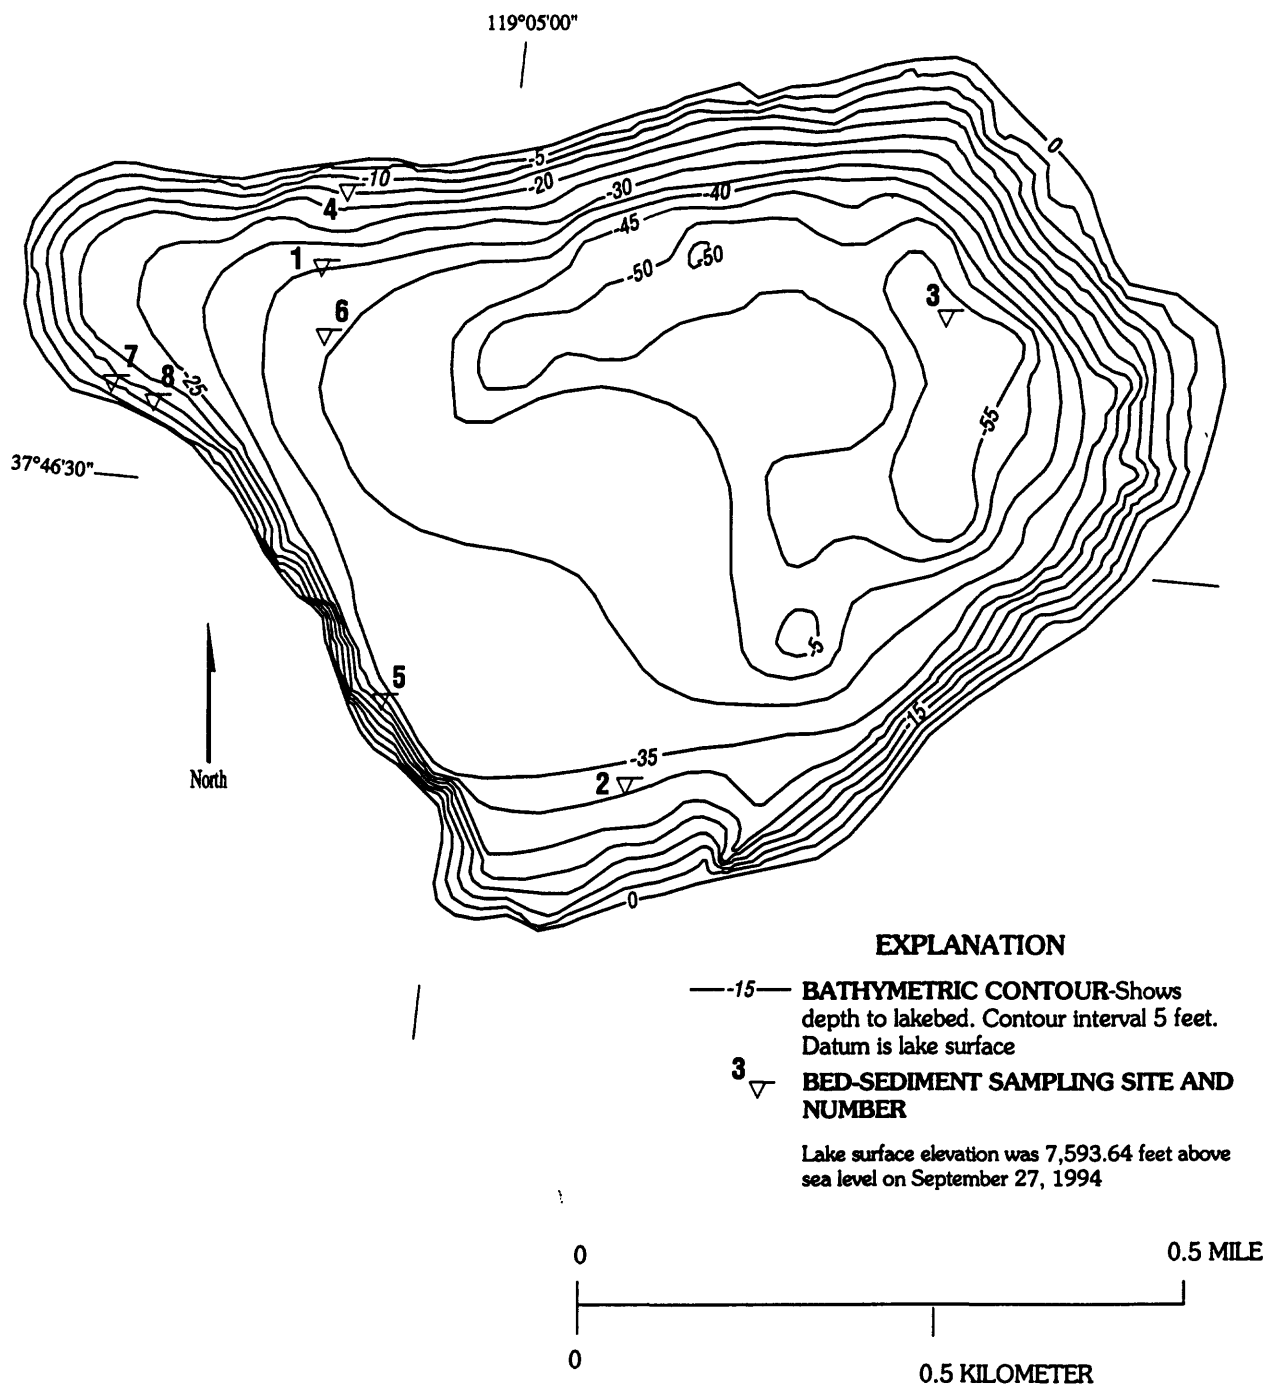 119°05'00"
0
-5
-10
-20
-30
-40
4
-45
1
-50
-50
6
3
7
8
-25
-55
37°46'30"
-5
5
-15
North
-35
2
0
EXPLANATION
-15 BATHYMETRIC CONTOUR-Shows
depth to lakebed. Contour interval 5 feet.
Datum is lake surface
3 BED-SEDIMENT SAMPLING SITE AND
NUMBER
Lake surface elevation was 7,593.64 feet above
sea level on September 27, 1994
0 0.5 MILE
0 0.5 KILOMETER